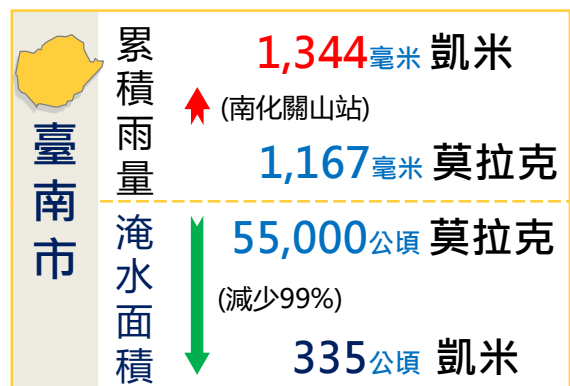 臺南市
累積雨量
1,344毫米 凱米
(南化關山站)
1,167毫米 莫拉克
淹水面積
55,000公頃 莫拉克
(減少99%)
335公頃 凱米